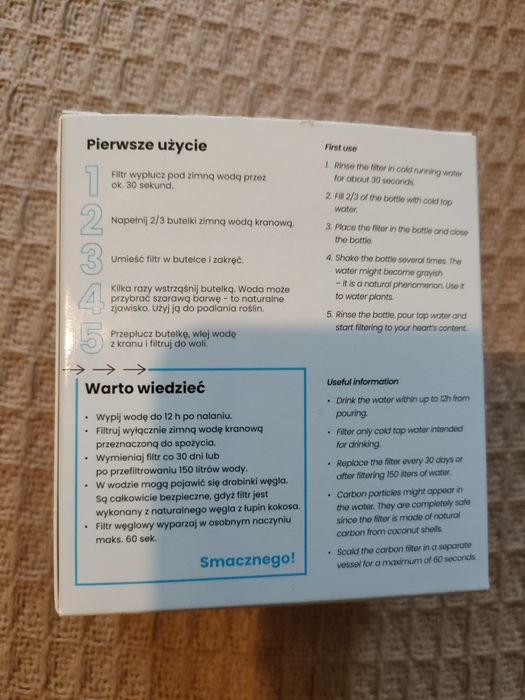 Pierwsze użycie
1
Filtr wypłucz pod zimną wodą przez
ok. 30 sekund.
2
Napełnij 2/3 butelki zimną wodą kranową.
3
Umieść filtr w butelce i zakręć.
4
Kilka razy wstrząśnij butelką. Woda może
przybrać szarawą barwę - to naturalne
zjawisko. Użyj ją do podlania roślin.
5
Przepłucz butelkę, wlej wodę
z kranu i filtruj do woli.
Warto wiedzieć
• Wypij wodę do 12 h po nalaniu.
• Filtruj wyłącznie zimną wodę kranową
przeznaczoną do spożycia.
• Wymieniaj filtr co 30 dni lub
po przefiltrowaniu 150 litrów wody.
• W wodzie mogą pojawić się drobinki węgla.
Są całkowicie bezpieczne, gdyż filtr jest
wykonany z naturalnego węgla z łupin kokosa.
• Filtr węglowy wyparzaj w osobnym naczyniu
maks. 60 sek.
Smacznego!
First use
1. Rinse the filter in cold running water
for about 30 seconds.
2. Fill 2/3 of the bottle with cold tap
water.
3. Place the filter in the bottle and close
the bottle.
4. Shake the bottle several times. The
water might become grayish
– it is a natural phenomenon. Use it
to water plants.
5. Rinse the bottle, pour tap water and
start filtering to your heart's content.
Useful information
• Drink the water within up to 12h from
pouring.
• Filter only cold tap water intended
for drinking.
• Replace the filter every 30 days or
after filtering 150 liters of water.
• Carbon particles might appear in
the water. They are completely safe
since the filter is made of natural
carbon from coconut shells.
• Scald the carbon filter in a separate
vessel for a maximum of 60 seconds.